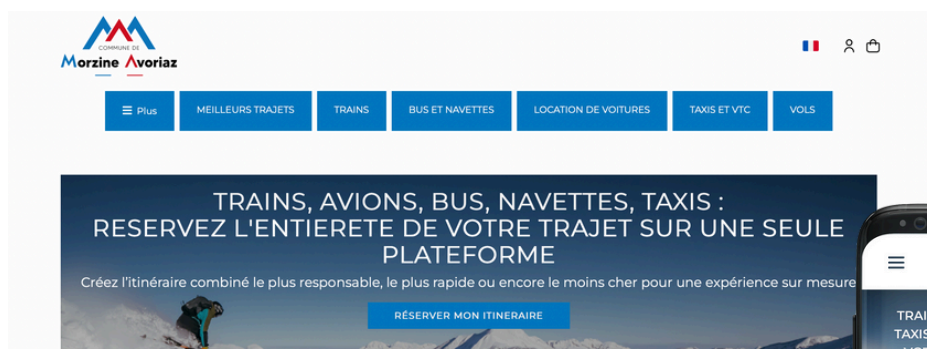 COMMUNE DE
Morzine Avoriaz
Plus
MEILLEURS TRAJETS
TRAINS
BUS ET NAVETTES
LOCATION DE VOITURES
TAXIS ET VTC
VOLS
TRAINS, AVIONS, BUS, NAVETTES, TAXIS :
RESERVEZ L'ENTIERETE DE VOTRE TRAJET SUR UNE SEULE
PLATEFORME
Créez l'itinéraire combiné le plus responsable, le plus rapide ou encore le moins cher pour une expérience sur mesure
RÉSERVER MON ITINERAIRE
TRAI
TAXIS